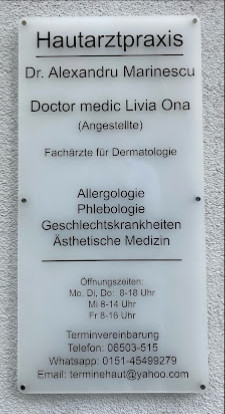 Hautarztpraxis
Dr. Alexandru Marinescu
Doctor medic Livia Ona
(Angestellte)
Fachärzte für Dermatologie
Allergologie
Phlebologie
Geschlechtskrankheiten
Ästhetische Medizin
Öffnungszeiten:
Mo, Di, Do: 8-18 Uhr
Mi 8-14 Uhr
Fr 8-16 Uhr
Terminvereinbarung
Telefon: 06503-515
Whatsapp: 0151-45499279
Email: terminehaut@yahoo.com